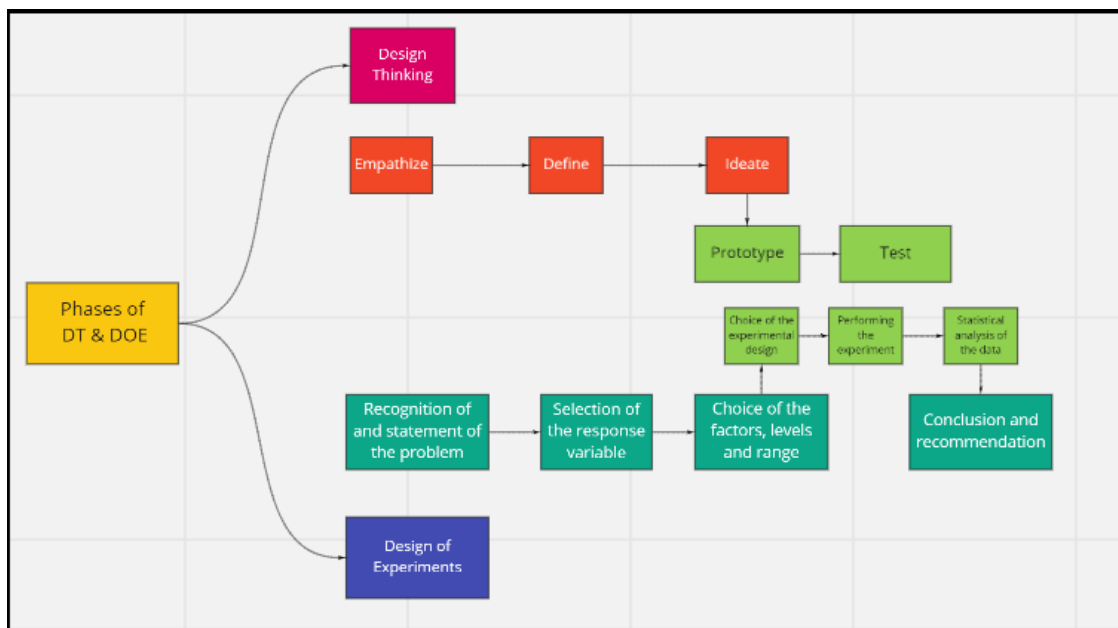 Design
Thinking
Empathize
Define
Ideate
Prototype
Test
Phases of
DT & DOE
Choice of the
experimental
design
Performing
the
experiment
Statistical
analysis of
the data
Recognition of
and statement of
the problem
Selection of
the response
variable
Choice of the
factors, levels
and range
Conclusion and
recommendation
Design of
Experiments